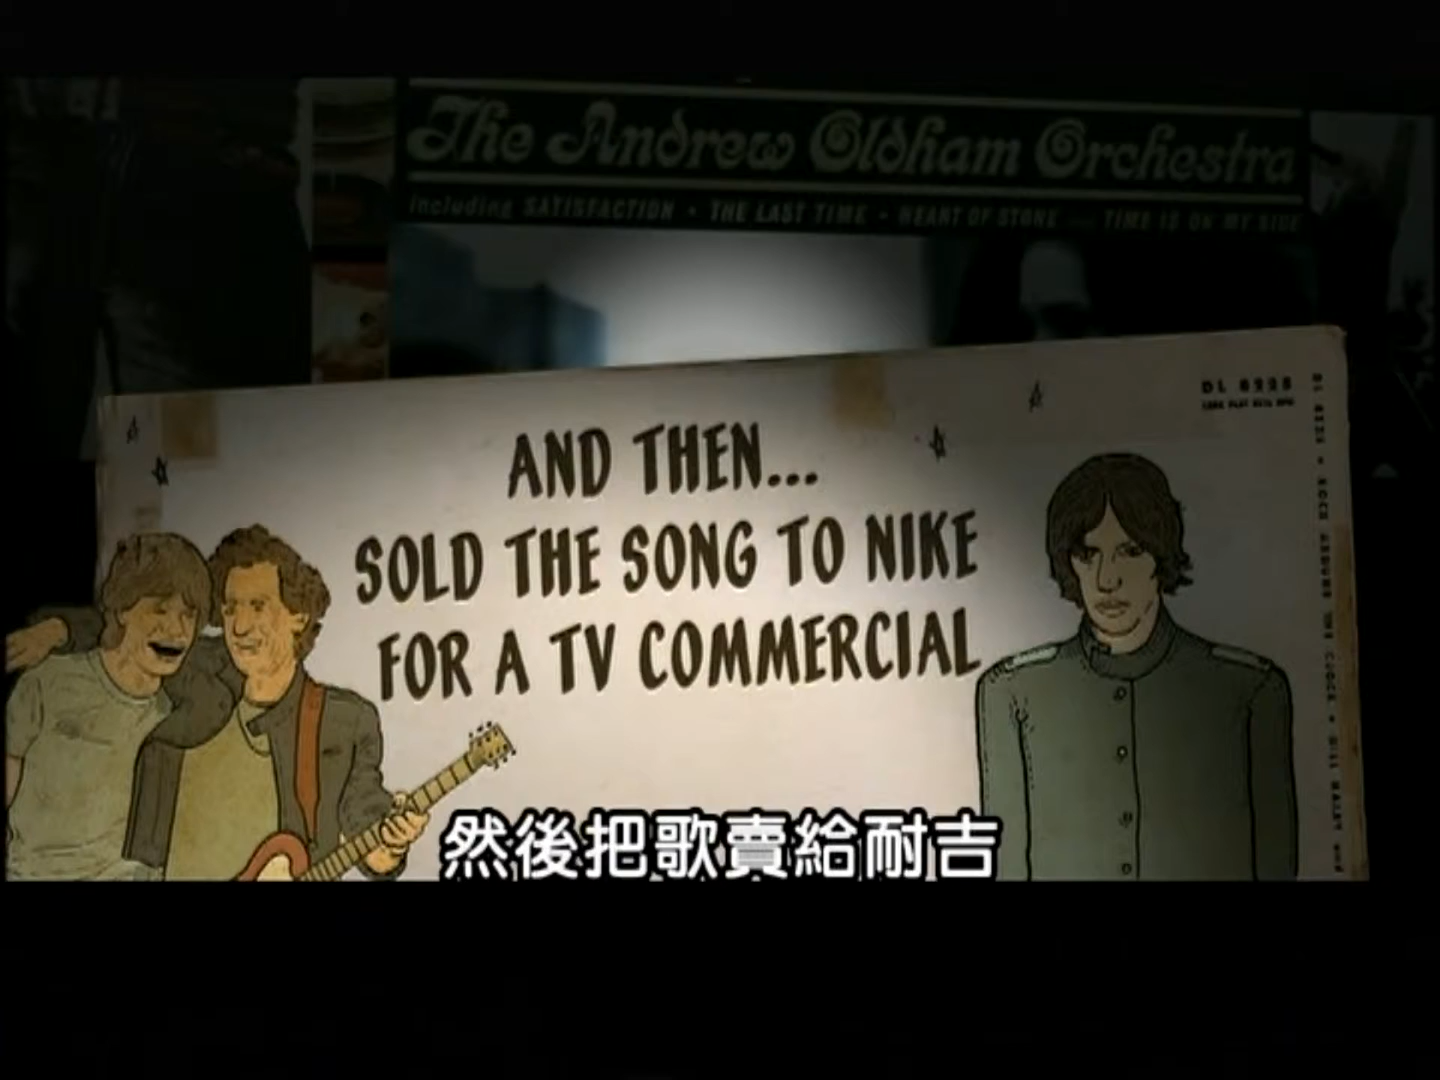 The Andrew Oldham Orchestra
including SATISFACTION • THE LAST TIME • HEART OF STONE TIME IS ON MY SIDE
DL 8228
AND THEN...
SOLD THE SONG TO NIKE
FOR A TV COMMERCIAL
然後把歌賣給耐吉